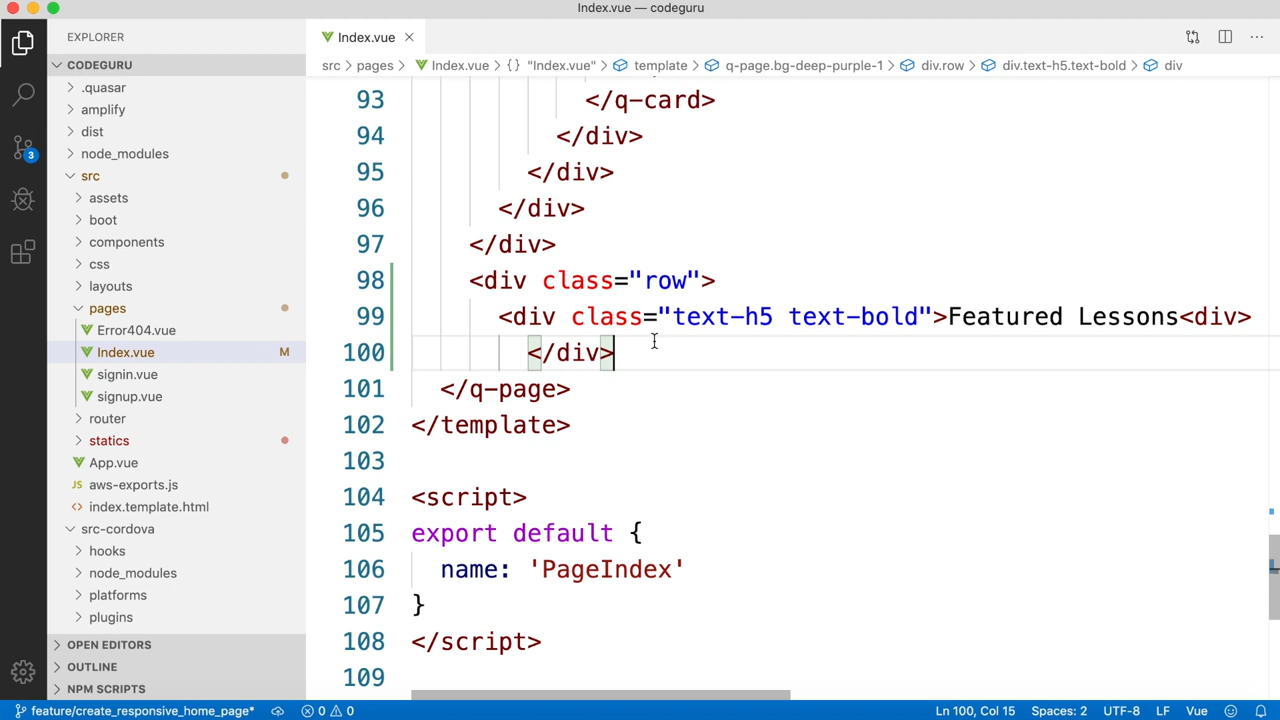 Index.vue — codeguru
EXPLORER
CODEGURU
.quasar
amplify
dist
node_modules
src
assets
boot
components
css
layouts
pages
Error404.vue
Index.vue M
signin.vue
signup.vue
router
statics
App.vue
JS aws-exports.js
<> index.template.html
src-cordova
hooks
node_modules
platforms
plugins
OPEN EDITORS
OUTLINE
NPM SCRIPTS
3
Index.vue ×
src > pages > Index.vue > {} "Index.vue" > template > q-page.bg-deep-purple-1 > div.row > div.text-h5.text-bold > div
93 </q-card>
94 </div>
95 </div>
96 </div>
97 </div>
98 <div class="row">
99 <div class="text-h5 text-bold">Featured Lessons<div>
100 </div>
101 </q-page>
102 </template>
103
104 <script>
105 export default {
106 name: 'PageIndex'
107 }
108 </script>
109
feature/create_responsive_home_page* 0 0 Ln 100, Col 15 Spaces: 2 UTF-8 LF Vue